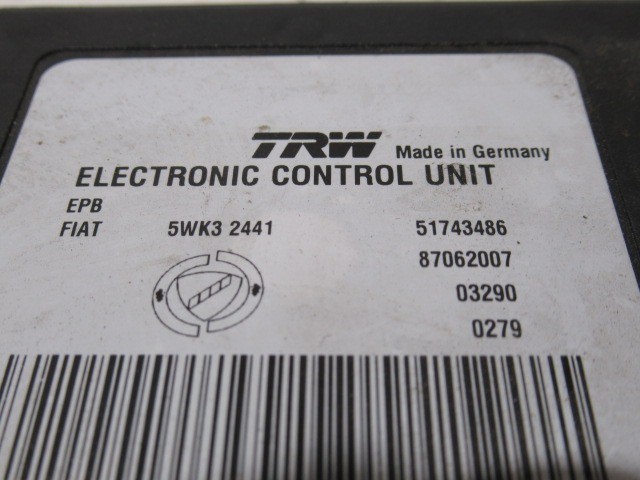 TRW Made in Germany
ELECTRONIC CONTROL UNIT
EPB
FIAT 5WK3 2441 51743486
87062007
03290
0279